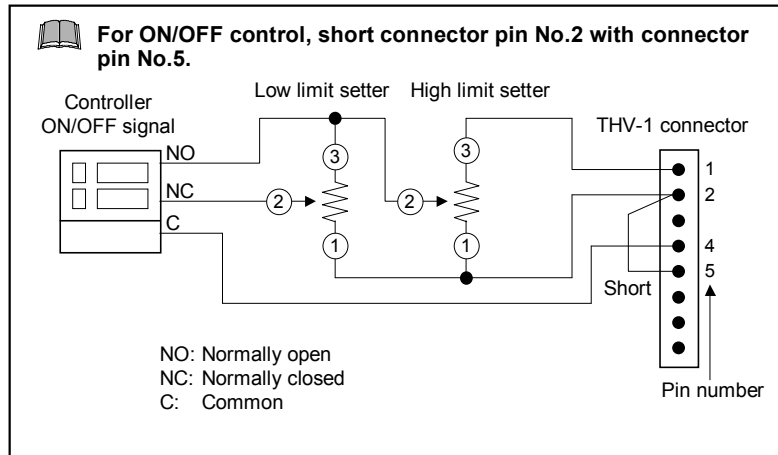 For ON/OFF control, short connector pin No.2 with connector
pin No.5.
Controller
ON/OFF signal
Low limit setter
High limit setter
THV-1 connector
NO
NC
C
3
2
1
3
2
1
1
2
4
5
Short
Pin number
NO: Normally open
NC: Normally closed
C: Common